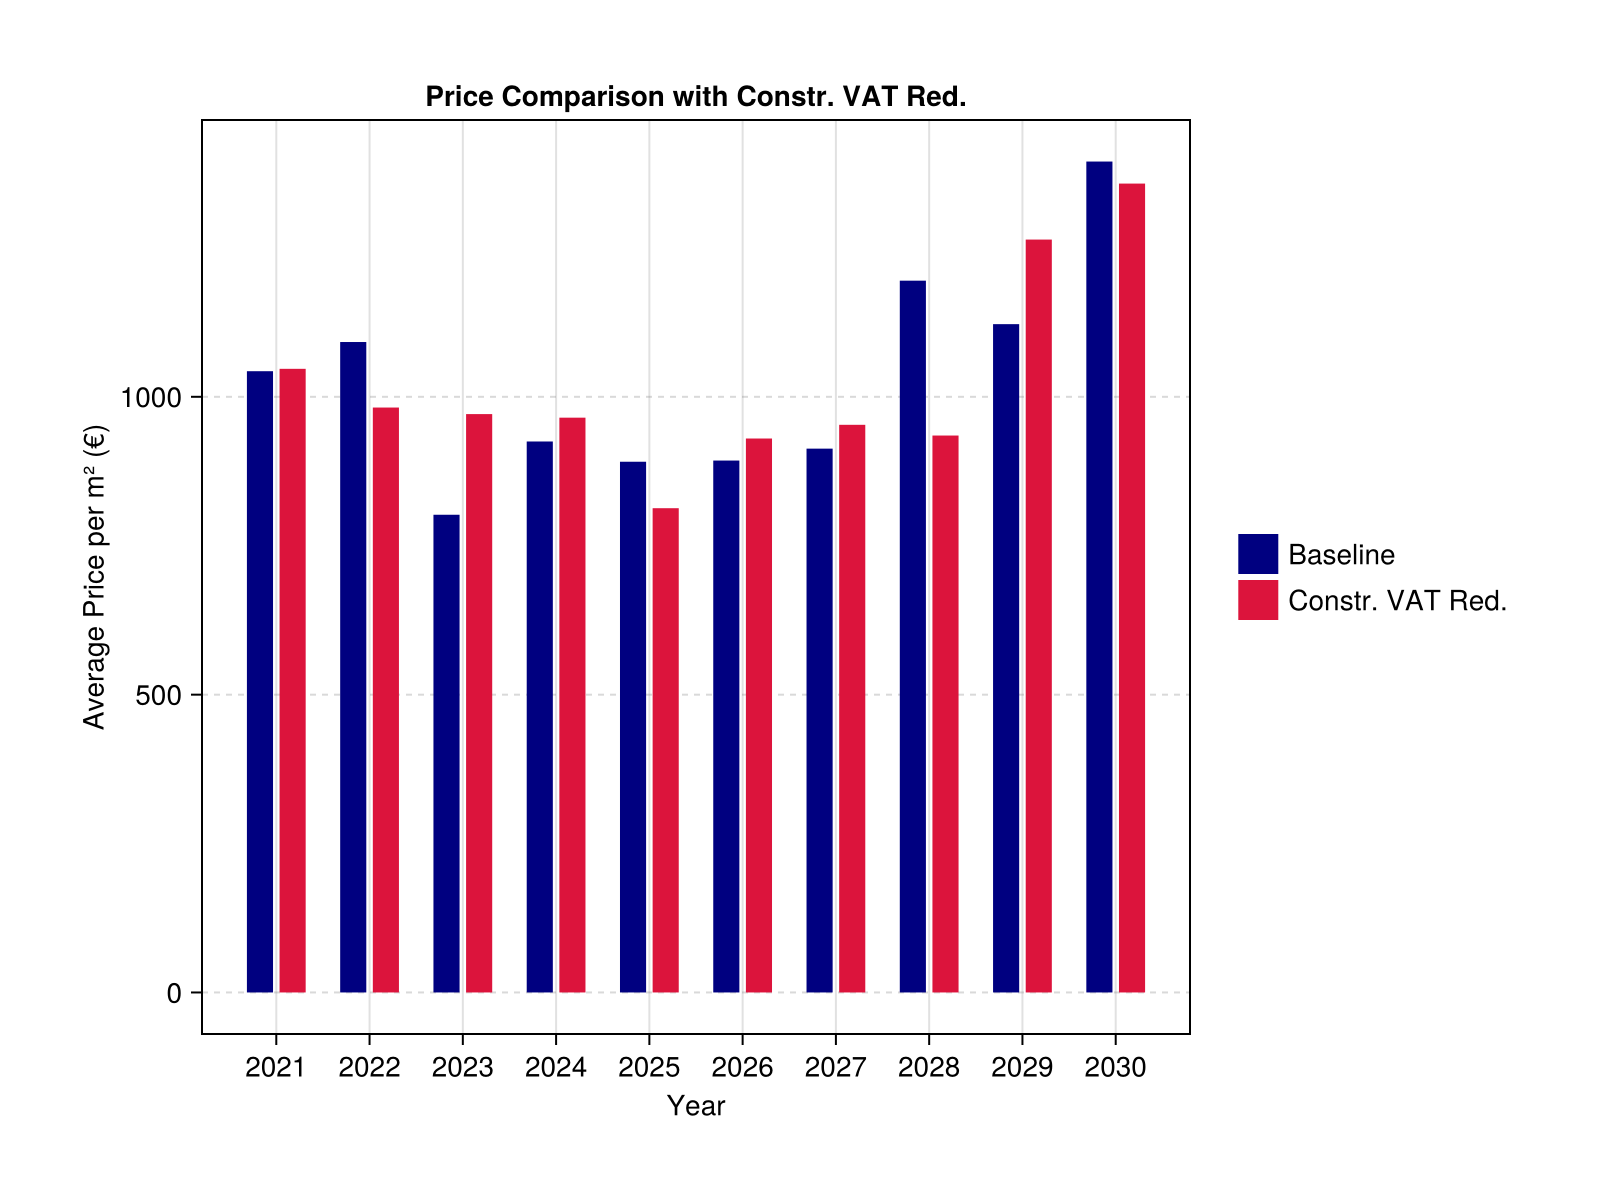 Price Comparison with Constr. VAT Red.
Average Price per m² (€)
1000
500
0
2021 2022 2023 2024 2025 2026 2027 2028 2029 2030
Year
Baseline
Constr. VAT Red.